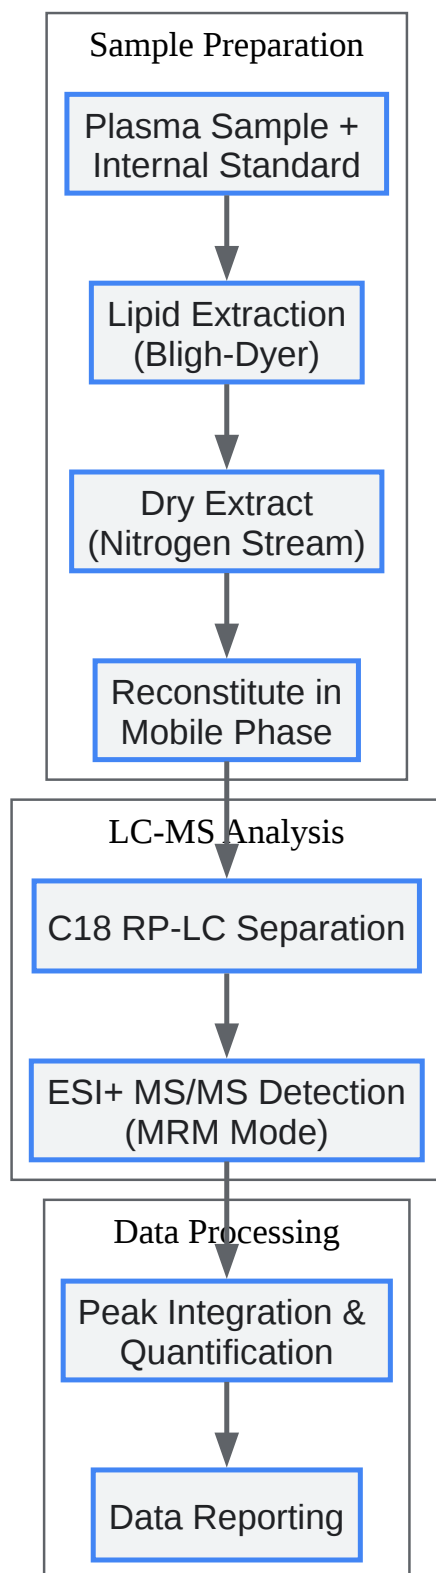 Sample Preparation
Plasma Sample +
Internal Standard
Lipid Extraction
(Bligh-Dyer)
Dry Extract
(Nitrogen Stream)
Reconstitute in
Mobile Phase
LC-MS Analysis
C18 RP-LC Separation
ESI+ MS/MS Detection
(MRM Mode)
Data Processing
Peak Integration &
Quantification
Data Reporting